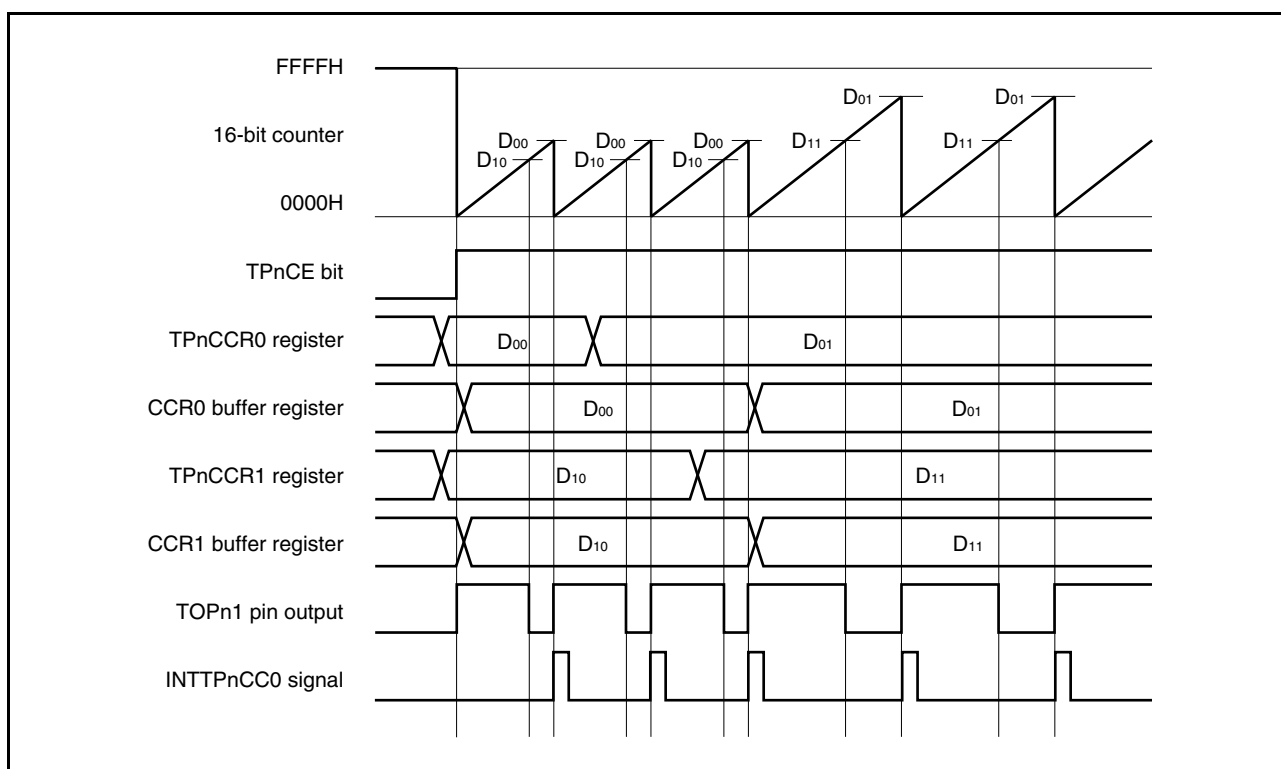 FFFFH
D01 D01
16-bit counter
D00 D00 D00 D11 D11
D10 D10 D10
0000H
TPnCE bit
TPnCCR0 register D00 D01
CCR0 buffer register D00 D01
TPnCCR1 register D10 D11
CCR1 buffer register D10 D11
TOPn1 pin output
INTTPnCC0 signal